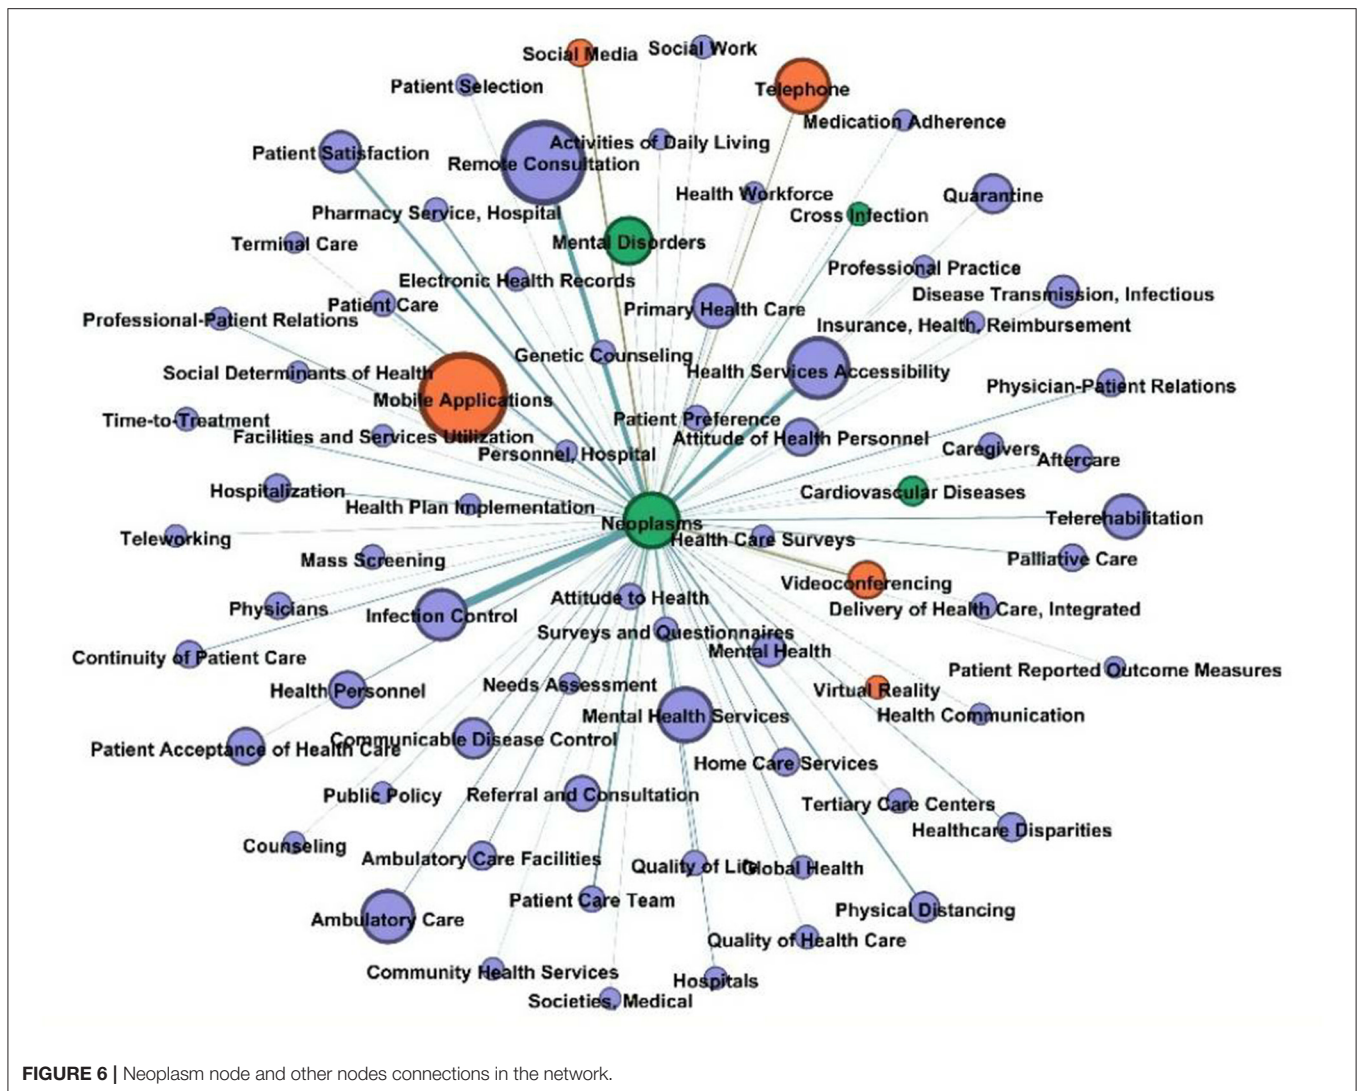 Social Media
Social Work
Patient Selection
Telephone
Medication Adherence
Activities of Daily Living
Patient Satisfaction
Remote Consultation
Health Workforce
Quarantine
Pharmacy Service, Hospital
Cross Infection
Terminal Care
Mental Disorders
Professional Practice
Electronic Health Records
Disease Transmission, Infectious
Patient Care
Primary Health Care
Professional-Patient Relations
Insurance, Health, Reimbursement
Genetic Counseling
Social Determinants of Health
Health Services Accessibility
Physician-Patient Relations
Mobile Applications
Time-to-Treatment
Patient Preference
Facilities and Services Utilization
Attitude of Health Personnel
Personnel, Hospital
Caregivers
Aftercare
Hospitalization
Cardiovascular Diseases
Health Plan Implementation
Telerehabilitation
Neoplasms
Teleworking
Health Care Surveys
Mass Screening
Palliative Care
Videoconferencing
Attitude to Health
Physicians
Delivery of Health Care, Integrated
Infection Control
Surveys and Questionnaires
Mental Health
Continuity of Patient Care
Patient Reported Outcome Measures
Needs Assessment
Health Personnel
Virtual Reality
Mental Health Services
Health Communication
Communicable Disease Control
Patient Acceptance of Health Care
Home Care Services
Public Policy
Referral and Consultation
Tertiary Care Centers
Healthcare Disparities
Counseling
Ambulatory Care Facilities
Quality of Life
Global Health
Patient Care Team
Physical Distancing
Ambulatory Care
Quality of Health Care
Community Health Services
Hospitals
Societies, Medical
FIGURE 6 | Neoplasm node and other nodes connections in the network.